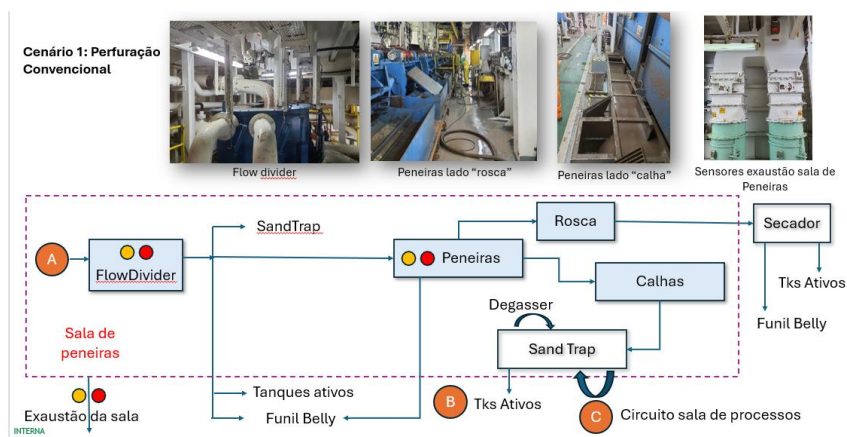 Cenário 1: Perfuração
Convencional
Flow divider
Peneiras lado “rosca”
Peneiras lado “calha”
Sensores exaustão sala de
Peneiras
Rosca
Secador
SandTrap
A
FlowDivider
Peneiras
Calhas
Tks Ativos
Degasser
Funil Belly
Sala de
peneiras
Sand Trap
Tanques ativos
B
Tks Ativos
C
Circuito sala de processos
Exaustão da sala
Funil Belly
INTERNA